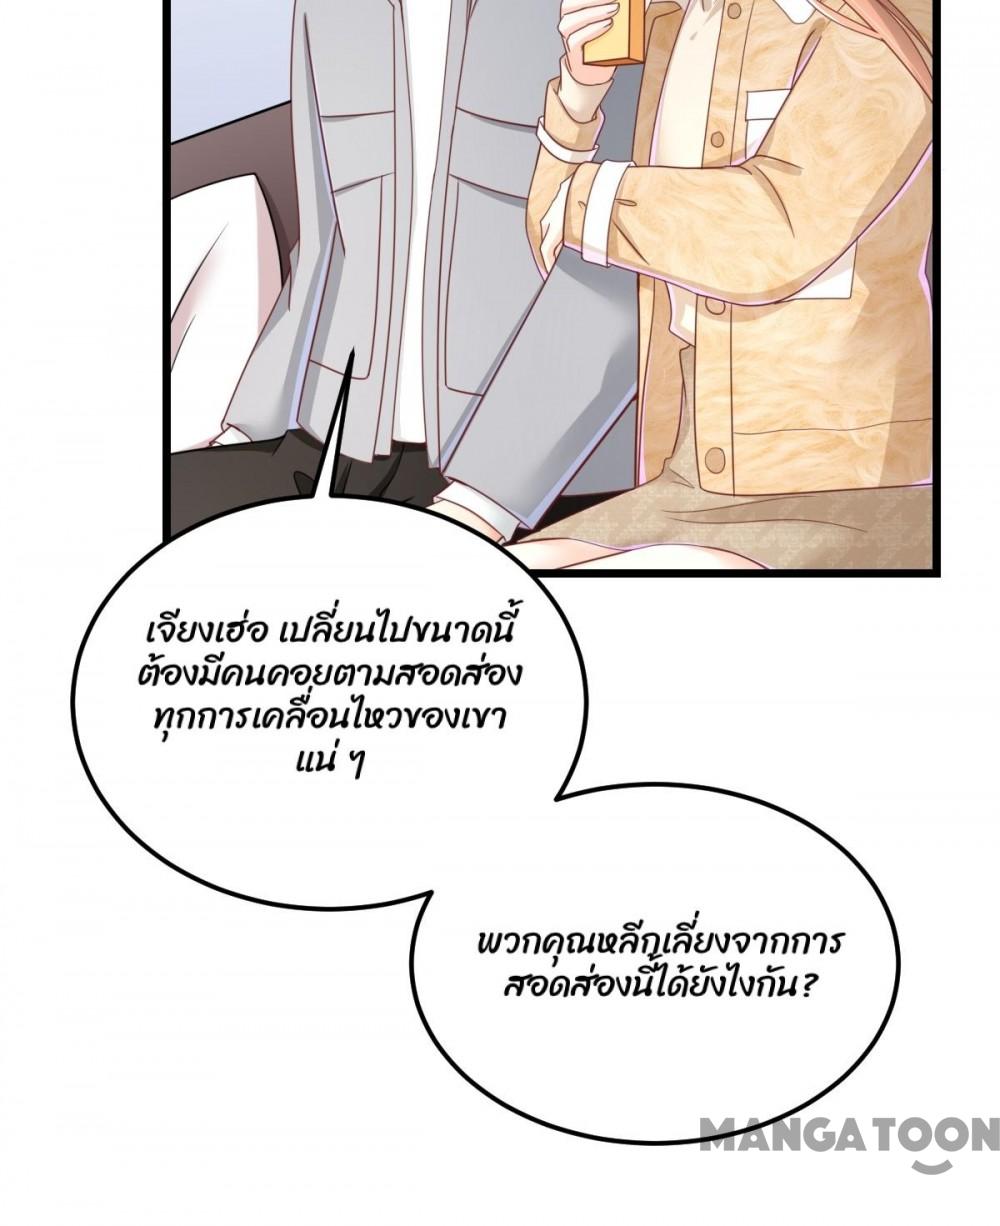 เจียงเฮ่อ เปลี่ยนไปขนาดนี้
ต้องมีคนคอยตามสอดส่อง
ทุกการเคลื่อนไหวของเขา
แน่ ๆ
พวกคุณหลีกเลี่ยงจากการ
สอดส่องนี้ได้ยังไงกัน?
MANGATOON